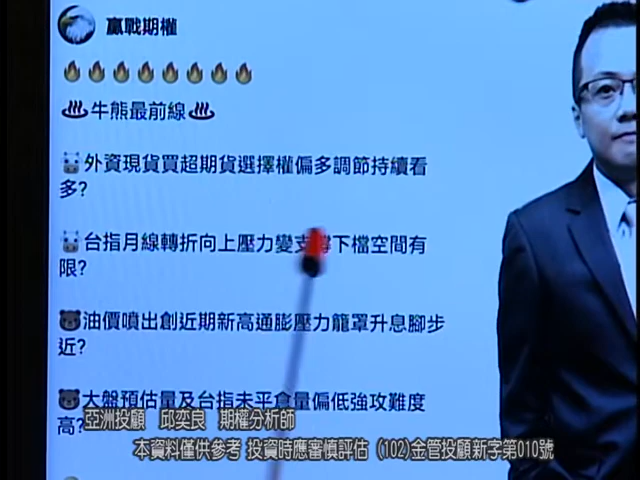 贏戰期權
牛熊最前線
外資現貨買超期貨選擇權偏多調節持續看
多?
台指月線轉折向上壓力變支撐下檔空間有
限?
油價噴出創近期新高通膨壓力籠罩升息腳步
近?
大盤預估量及台指未平倉量偏低強攻難度
高?
亞洲投顧 邱奕良 期權分析師
本資料僅供參考 投資時應審慎評估 (102)金管投顧新字第010號